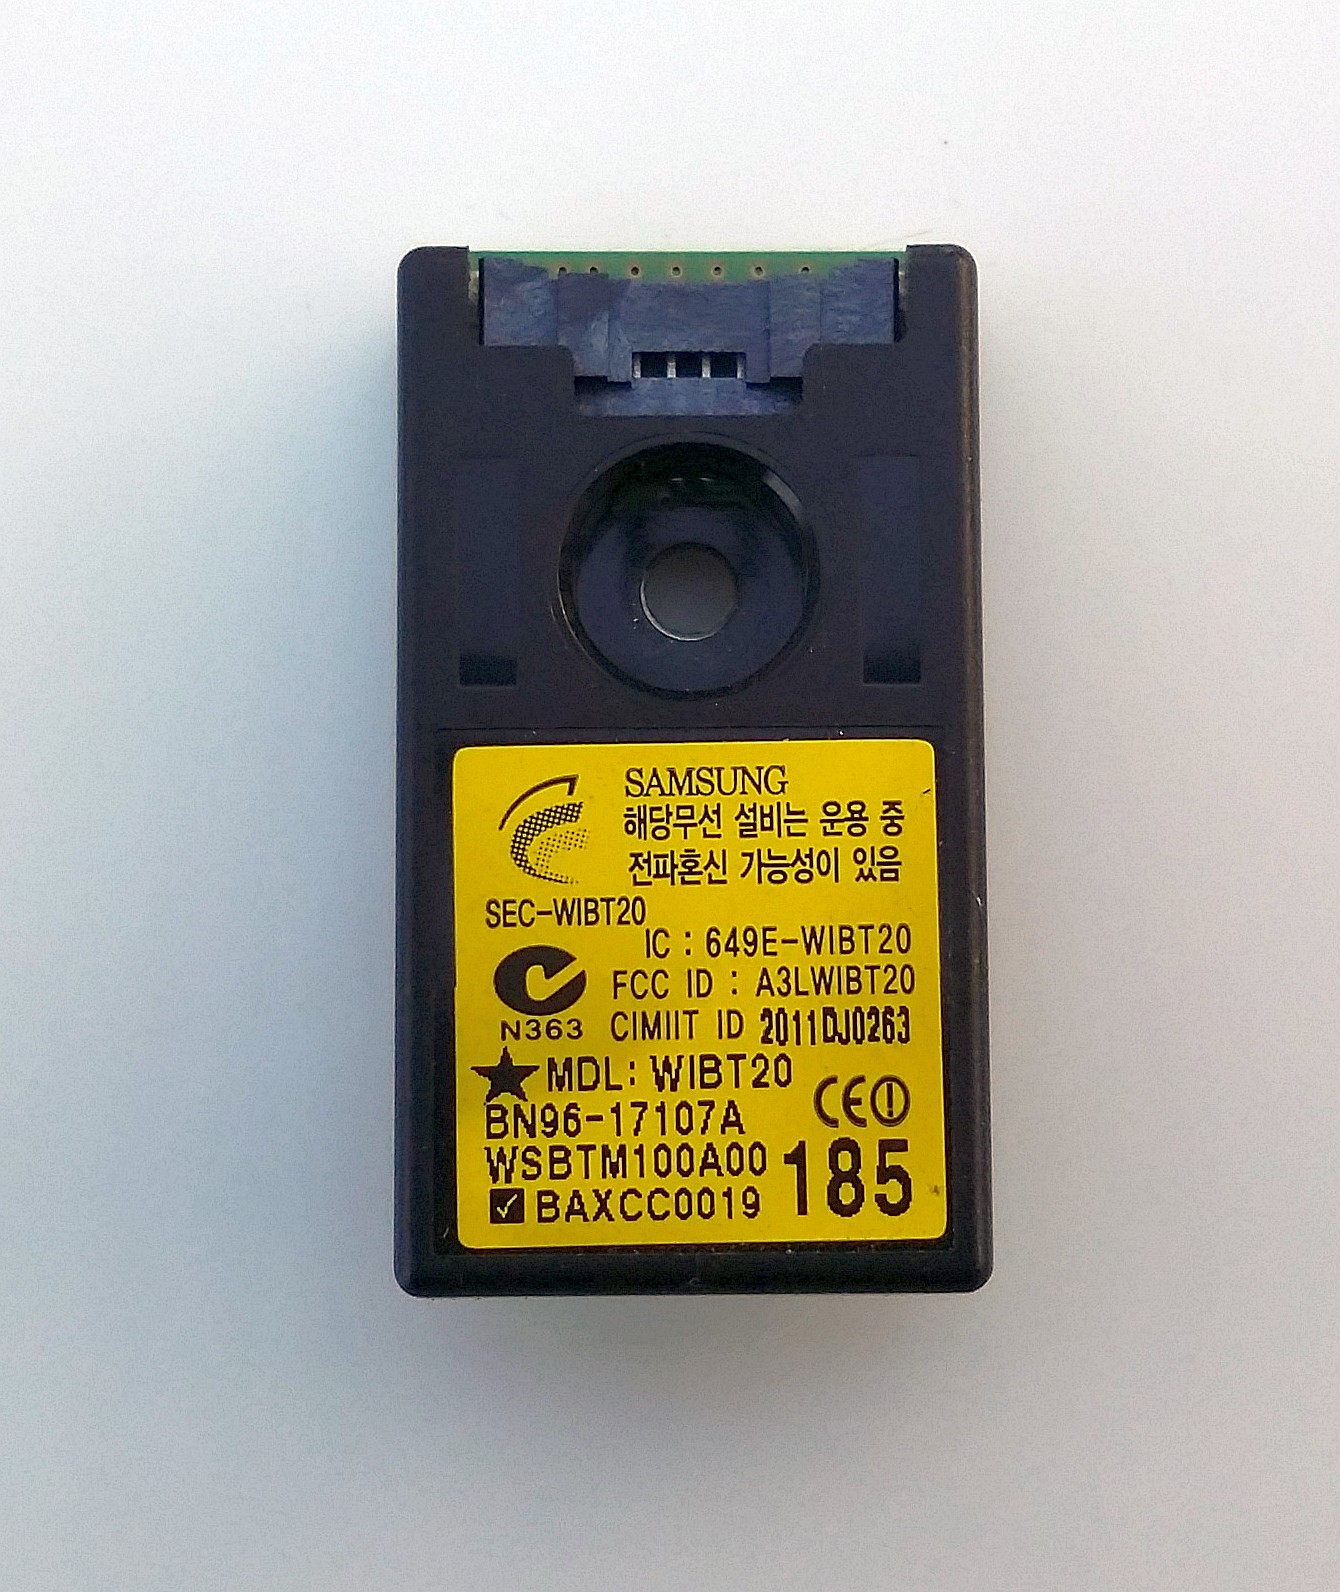 SAMSUNG
해당무선 설비는 운용 중
전파혼신 가능성이 있음
SEC-WIBT20
IC : 649E-WIBT20
FCC ID : A3LWIBT20
N363 CIMIIT ID 2011DJ0263
MDL: WIBT20
BN96-17107A
CE
WSBTM100A00
185
BAXCC0019